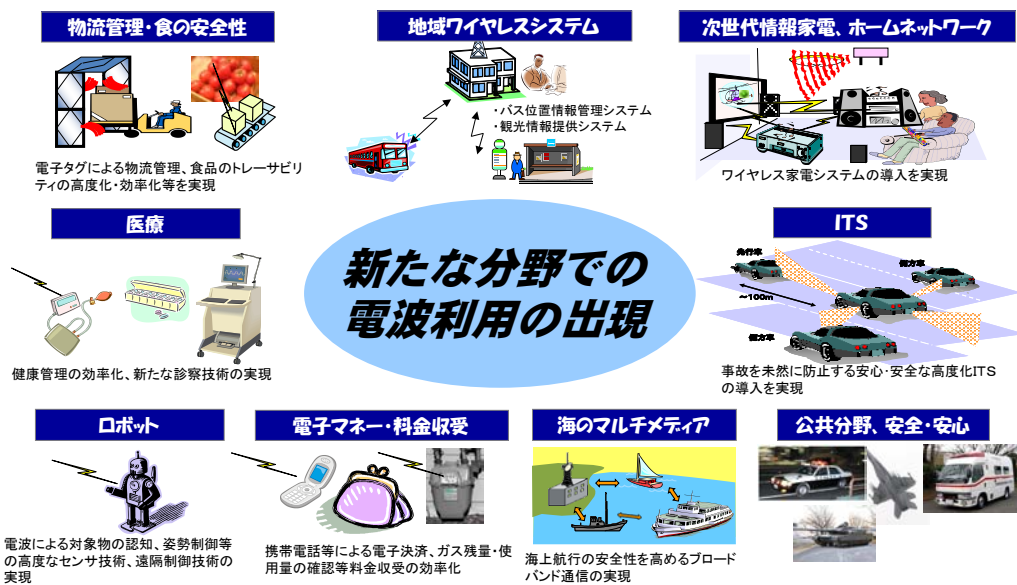 物流管理・食の安全性
地域ワイヤレスシステム
次世代情報家電、ホームネットワーク
・バス位置情報管理システム
・観光情報提供システム
電子タグによる物流管理、食品のトレーサビリ
ティの高度化・効率化等を実現
ワイヤレス家電システムの導入を実現
医療
ITS
新たな分野での
電波利用の出現
先行車
側方車
～100m
側方車
健康管理の効率化、新たな診察技術の実現
事故を未然に防止する安心・安全な高度化ITS
の導入を実現
ロボット
電子マネー・料金収受
海のマルチメディア
公共分野、安全・安心
電波による対象物の認知、姿勢制御等
の高度なセンサ技術、遠隔制御技術の
実現
携帯電話等による電子決済、ガス残量・使
用量の確認等料金収受の効率化
海上航行の安全性を高めるブロード
バンド通信の実現